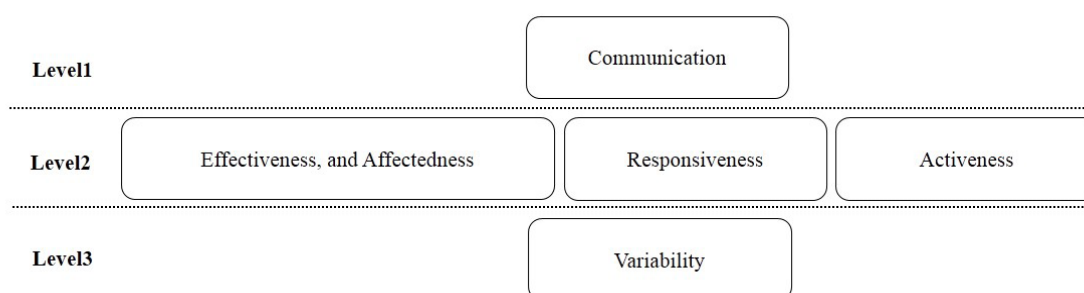 Communication
Level1
Effectiveness, and Affectedness
Responsiveness
Activeness
Level2
Variability
Level3